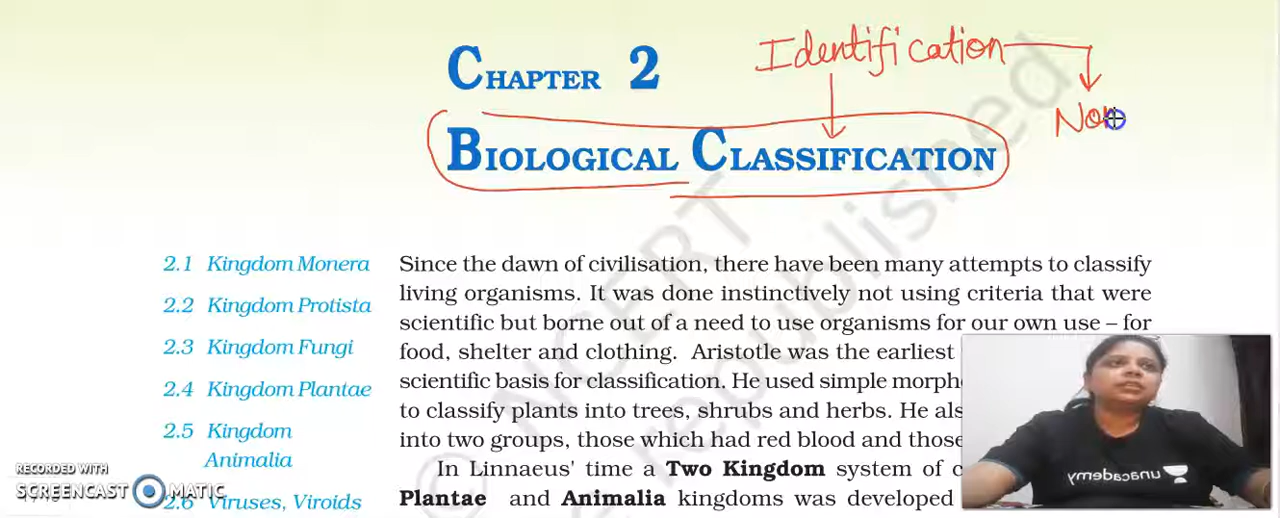 Identification
CHAPTER 2
BIOLOGICAL CLASSIFICATION
2.1 Kingdom Monera
2.2 Kingdom Protista
2.3 Kingdom Fungi
2.4 Kingdom Plantae
2.5 Kingdom
Animalia
2.6 Viruses, Viroids
Since the dawn of civilisation, there have been many attempts to classify
living organisms. It was done instinctively not using criteria that were
scientific but borne out of a need to use organisms for our own use – for
food, shelter and clothing. Aristotle was the earliest
scientific basis for classification. He used simple
to classify plants into trees, shrubs and herbs. He
into two groups, those which had red blood and those
In Linnaeus' time a Two Kingdom system of
Plantae and Animalia kingdoms was developed
© NCERT
republished
unacademy
RECORDED WITH
SCREENCAST MATIC